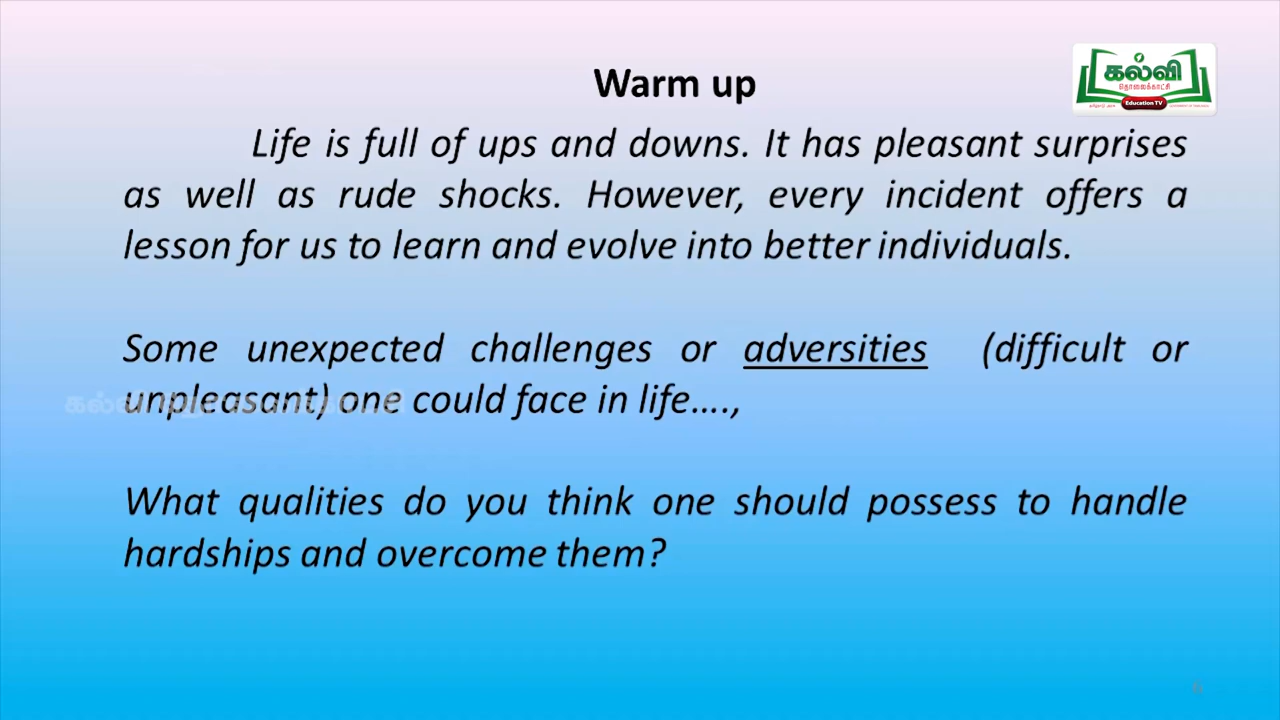 Warm up
கல்வி
தொலைக்காட்சி
Education TV
Life is full of ups and downs. It has pleasant surprises
as well as rude shocks. However, every incident offers a
lesson for us to learn and evolve into better individuals.
Some unexpected challenges or adversities (difficult or
unpleasant) one could face in life….,
What qualities do you think one should possess to handle
hardships and overcome them?
6